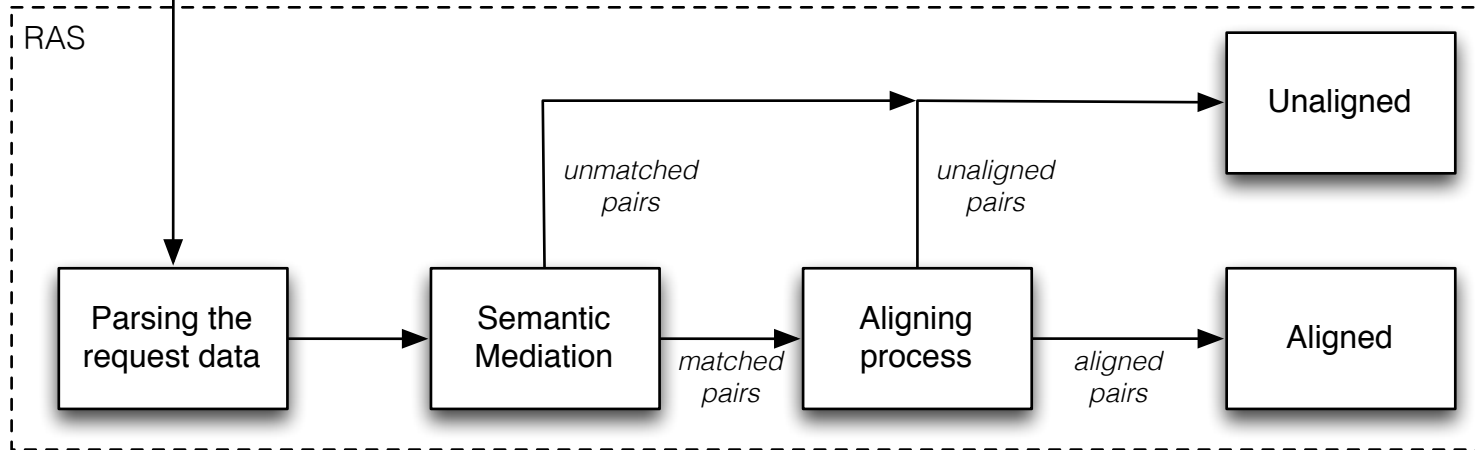 RAS
Unaligned
unmatched
pairs
unaligned
pairs
Parsing the
request data
Semantic
Mediation
matched
pairs
Aligning
process
aligned
pairs
Aligned